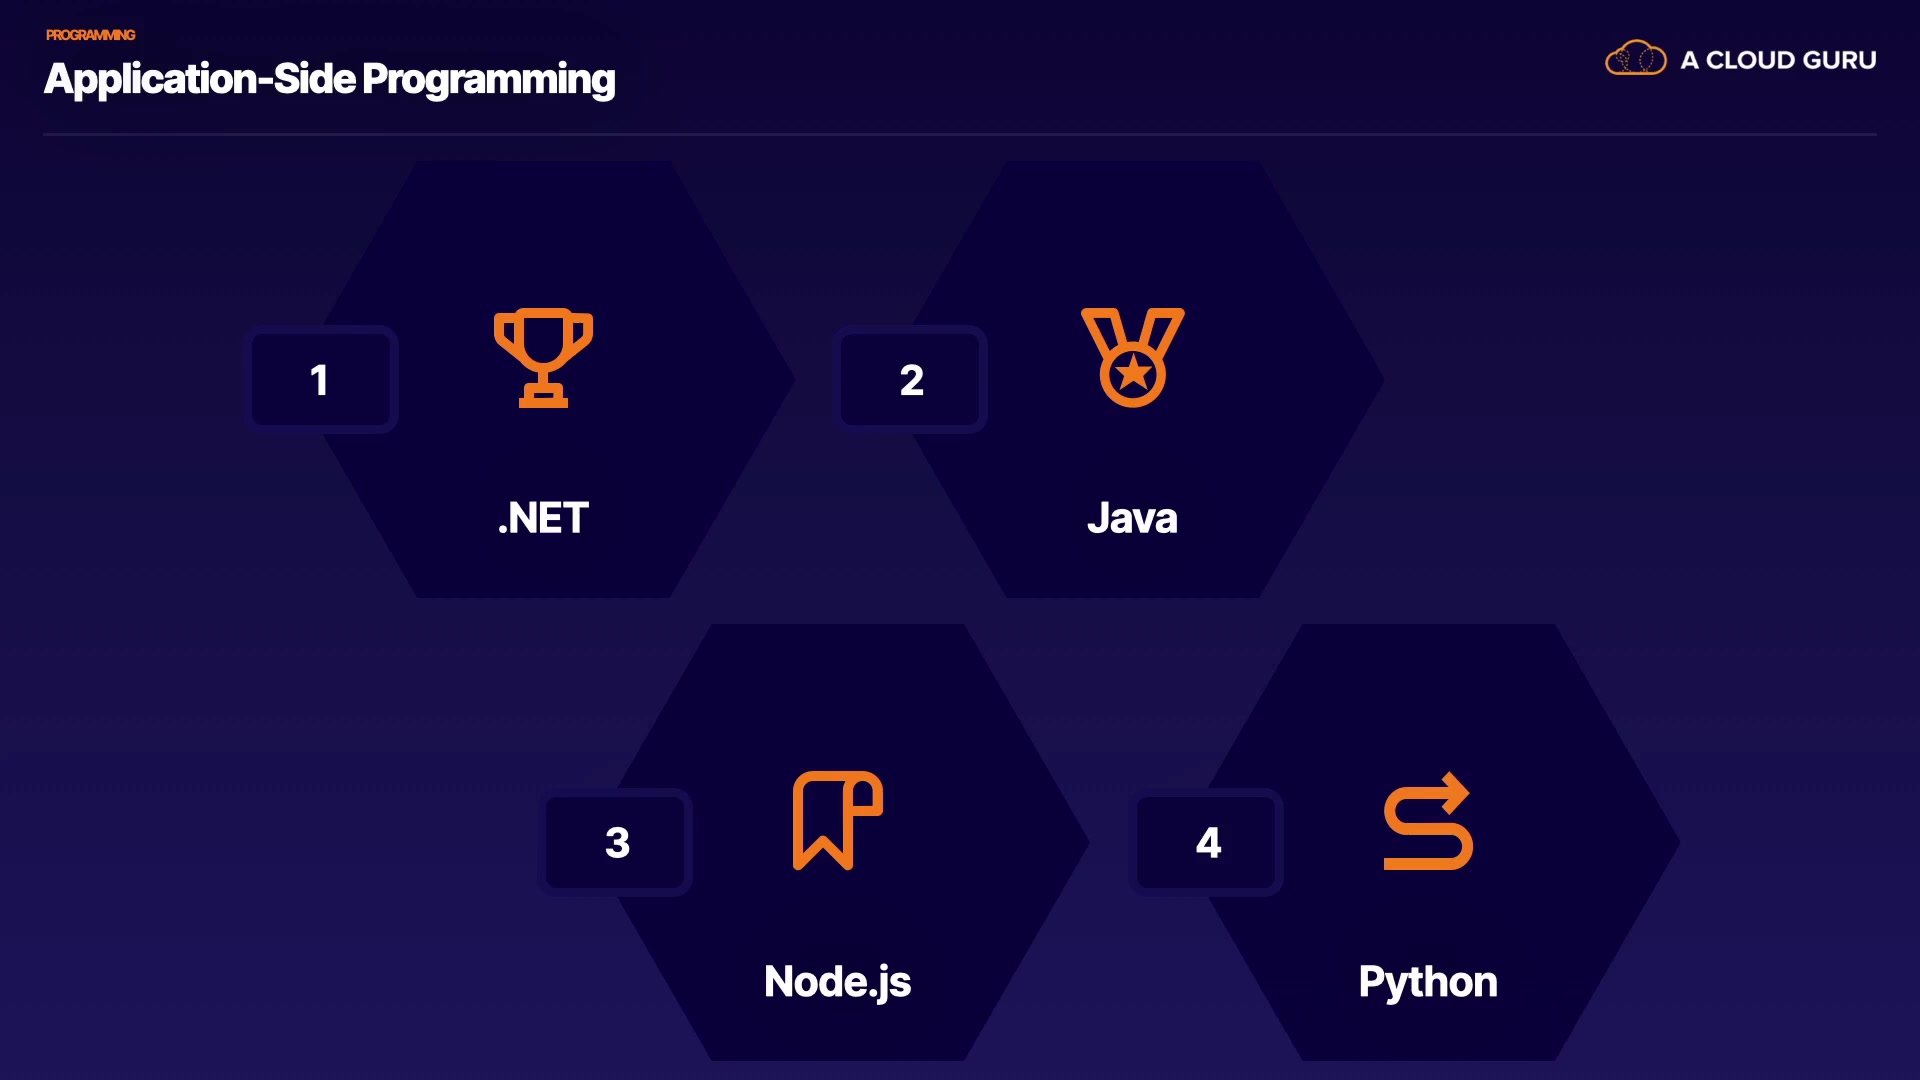 PROGRAMMING
Application-Side Programming
A CLOUD GURU
1
.NET
2
Java
3
Node.js
4
Python